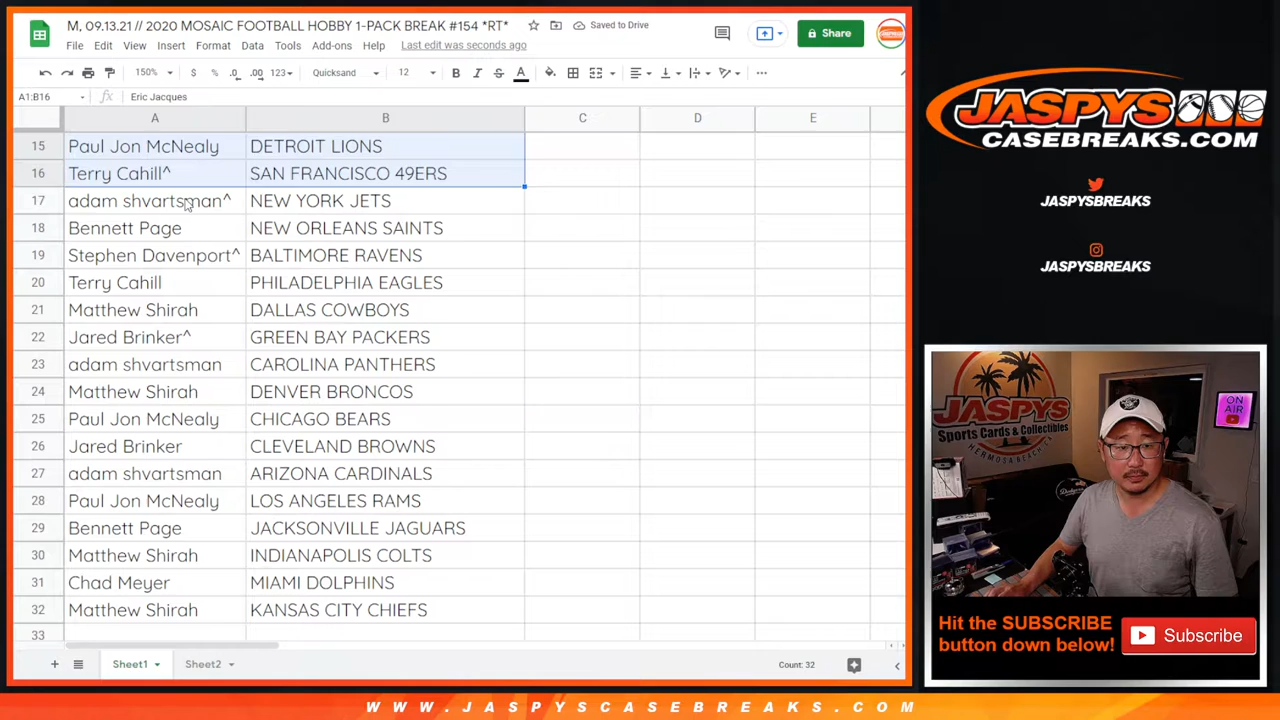 M, 09.13.21 // 2020 MOSAIC FOOTBALL HOBBY 1-PACK BREAK #154 *RT*
Saved to Drive
Share
File Edit View Insert Format Data Tools Add-ons Help Last edit was seconds ago
150% $ % .0 .00 123 Quicksand 12 B I S A
A1:B16 fx Eric Jacques
A B C D E
15 Paul Jon McNealy DETROIT LIONS
16 Terry Cahill^ SAN FRANCISCO 49ERS
17 adam shvartsman^ NEW YORK JETS
18 Bennett Page NEW ORLEANS SAINTS
19 Stephen Davenport^ BALTIMORE RAVENS
20 Terry Cahill PHILADELPHIA EAGLES
21 Matthew Shirah DALLAS COWBOYS
22 Jared Brinker^ GREEN BAY PACKERS
23 adam shvartsman CAROLINA PANTHERS
24 Matthew Shirah DENVER BRONCOS
25 Paul Jon McNealy CHICAGO BEARS
26 Jared Brinker CLEVELAND BROWNS
27 adam shvartsman ARIZONA CARDINALS
28 Paul Jon McNealy LOS ANGELES RAMS
29 Bennett Page JACKSONVILLE JAGUARS
30 Matthew Shirah INDIANAPOLIS COLTS
31 Chad Meyer MIAMI DOLPHINS
32 Matthew Shirah KANSAS CITY CHIEFS
33
Sheet1 Sheet2 Count: 32
JASPYS
CASEBREAKS.COM
JASPYSBREAKS
JASPYSBREAKS
JASPYS
Sports Cards & Collectibles
HERMOSA BEACH
ON
AIR
Hit the SUBSCRIBE
button down below!
Subscribe
WWW.JASPYSCASEBREAKS.COM